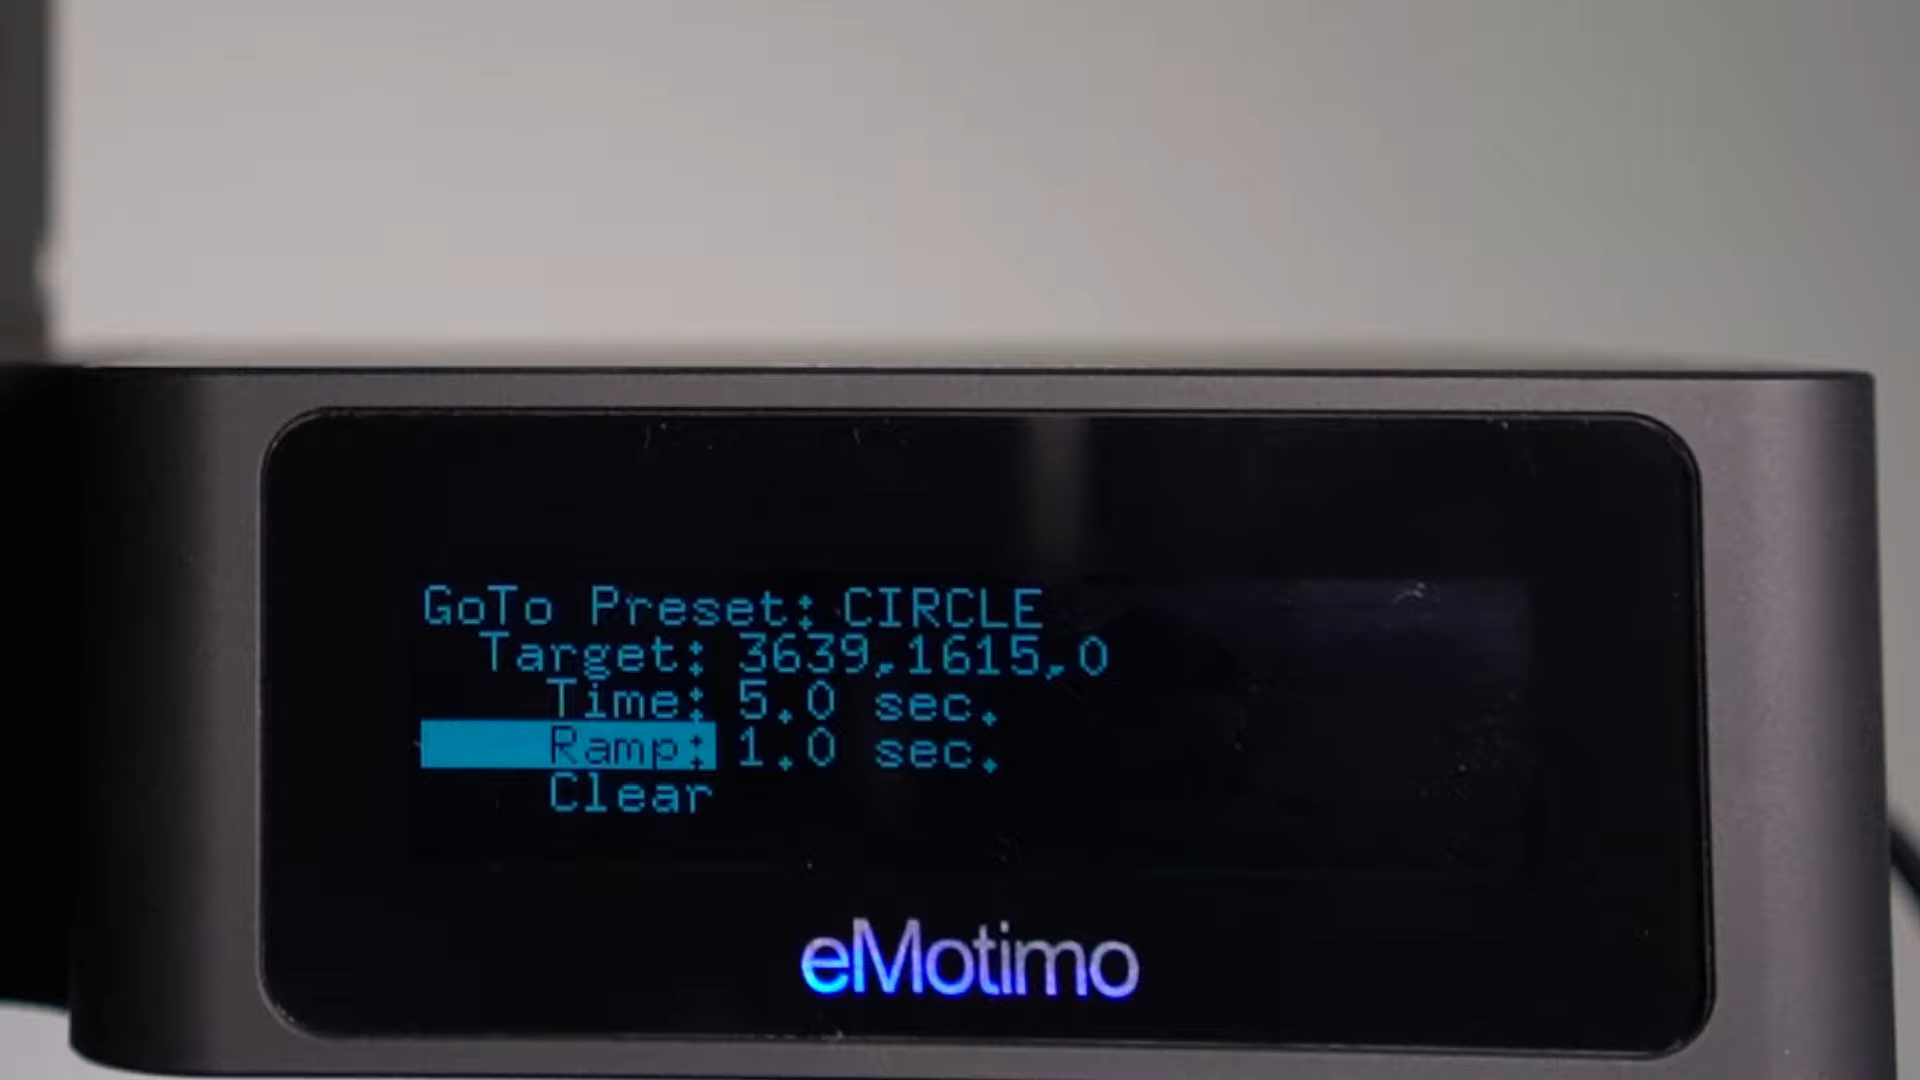 GoTo Preset: CIRCLE
Target: 3639,1615,0
Time: 5.0 sec.
Ramp: 1.0 sec.
Clear
eMotimo